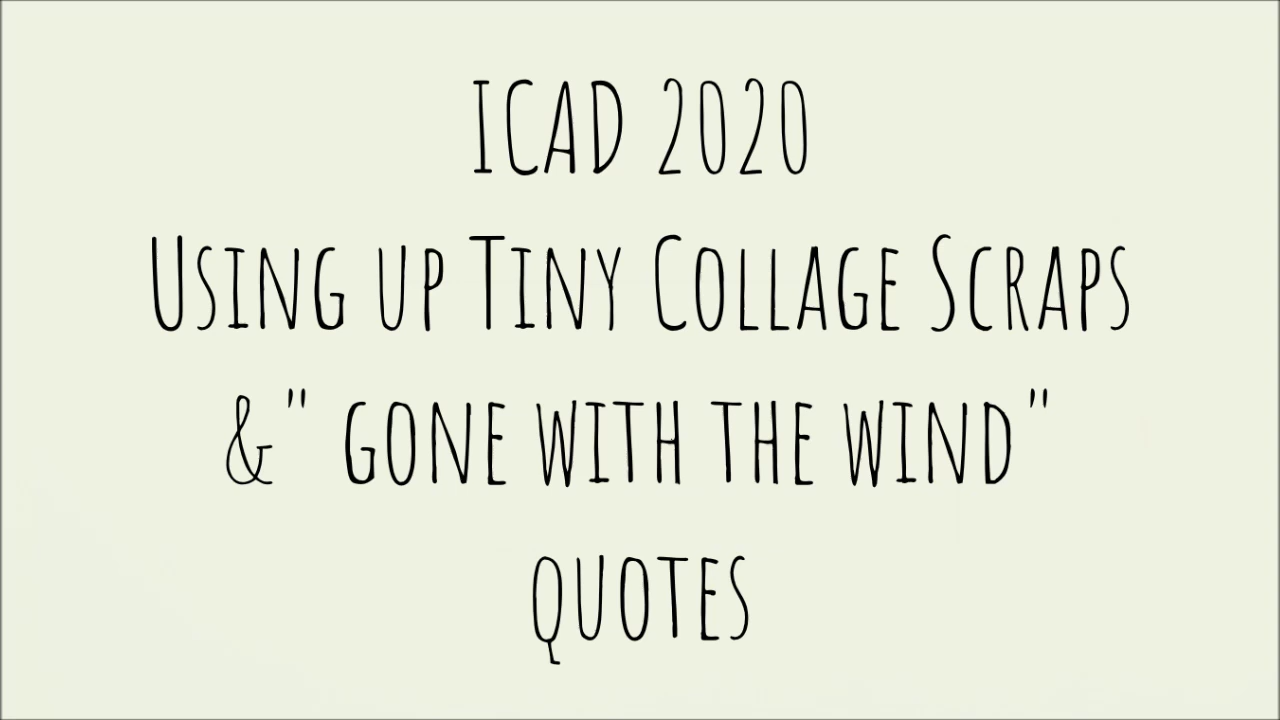 ICAD 2020
Using up Tiny Collage Scraps
& " gone with the wind "
quotes